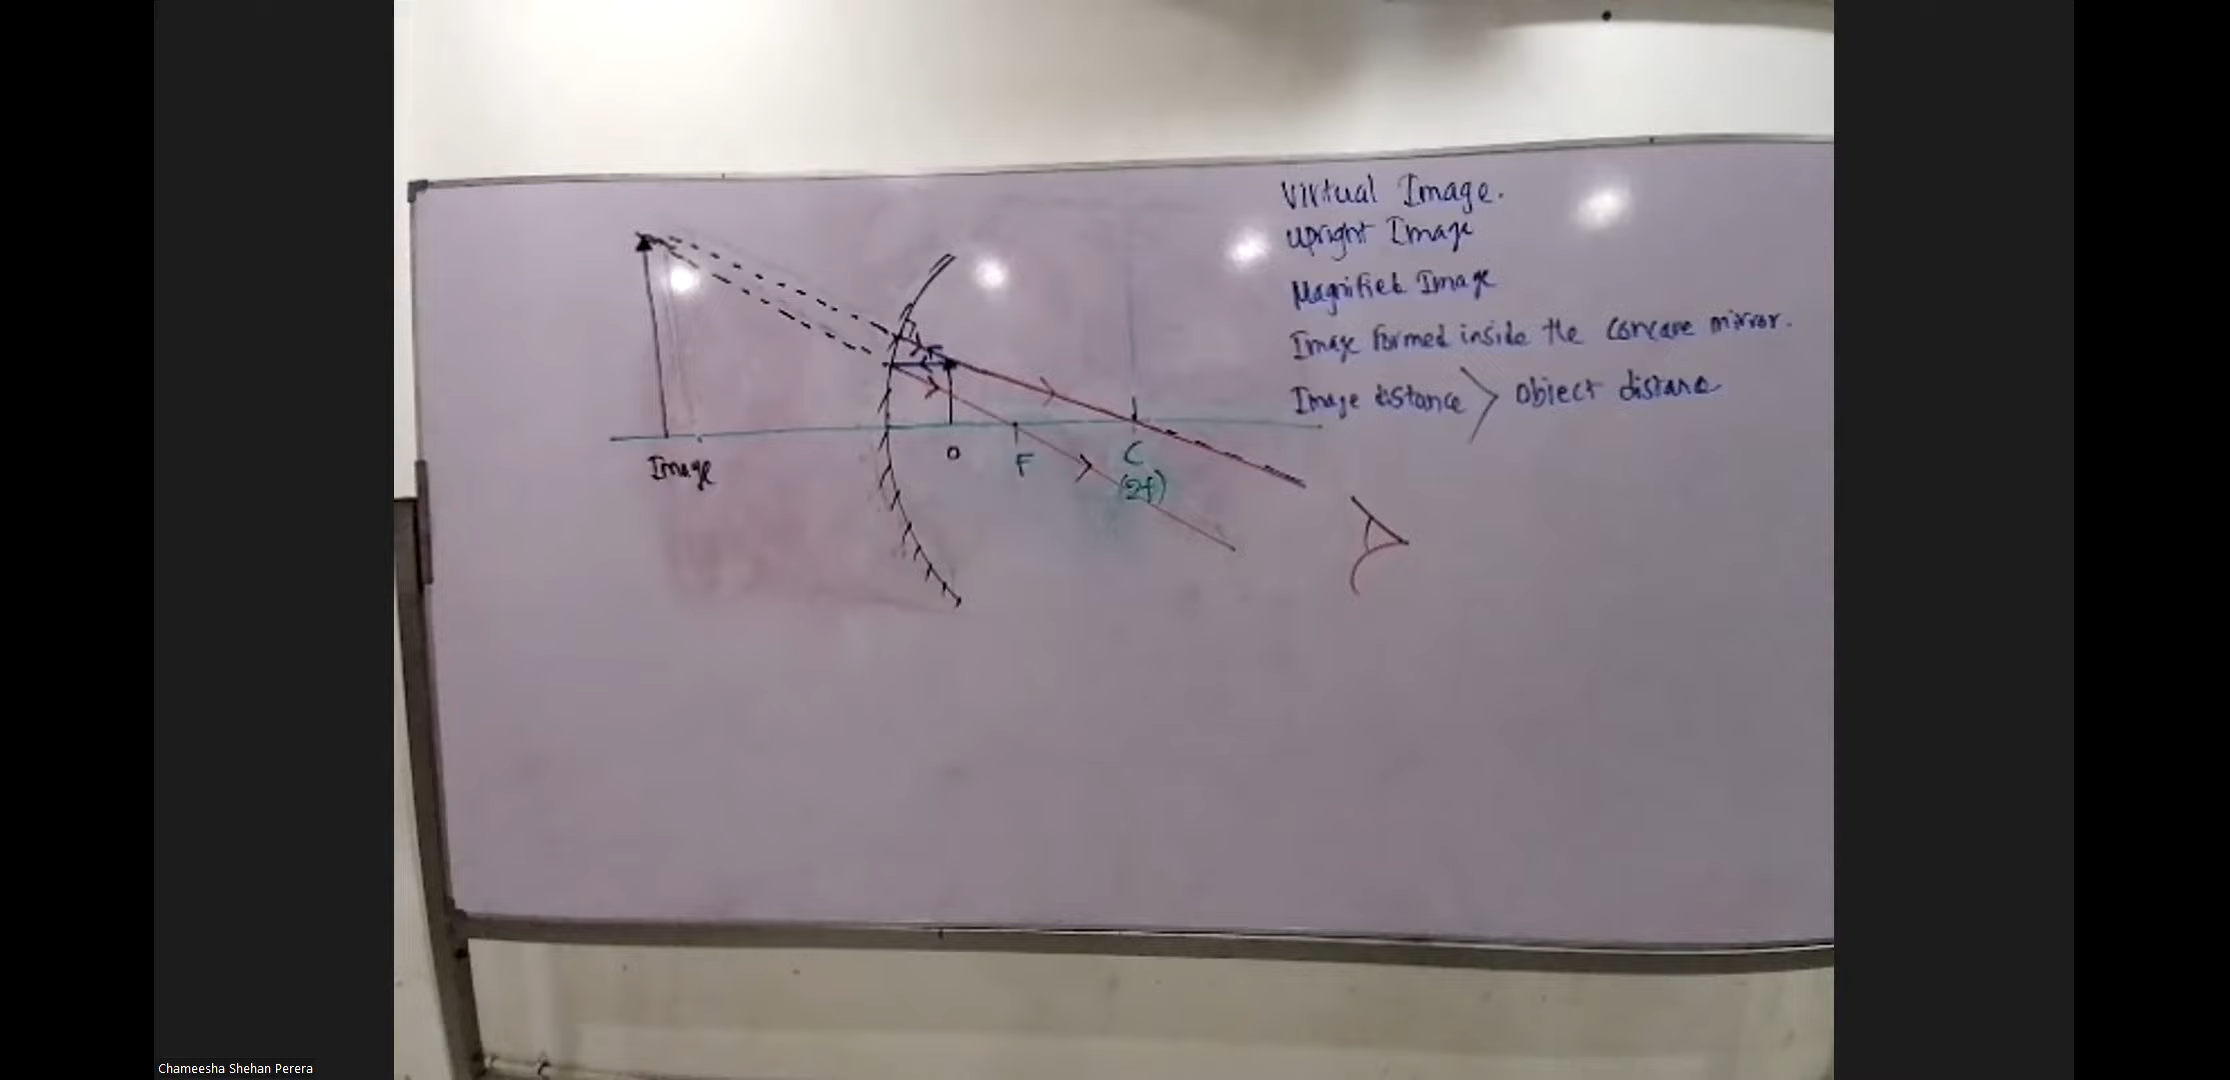 Virtual Image.
Upright Image
Magnified Image
Image formed inside the concave mirror.
Image distance > object distance
Image
O
F
C
(2f)
Chameesha Shehan Perera